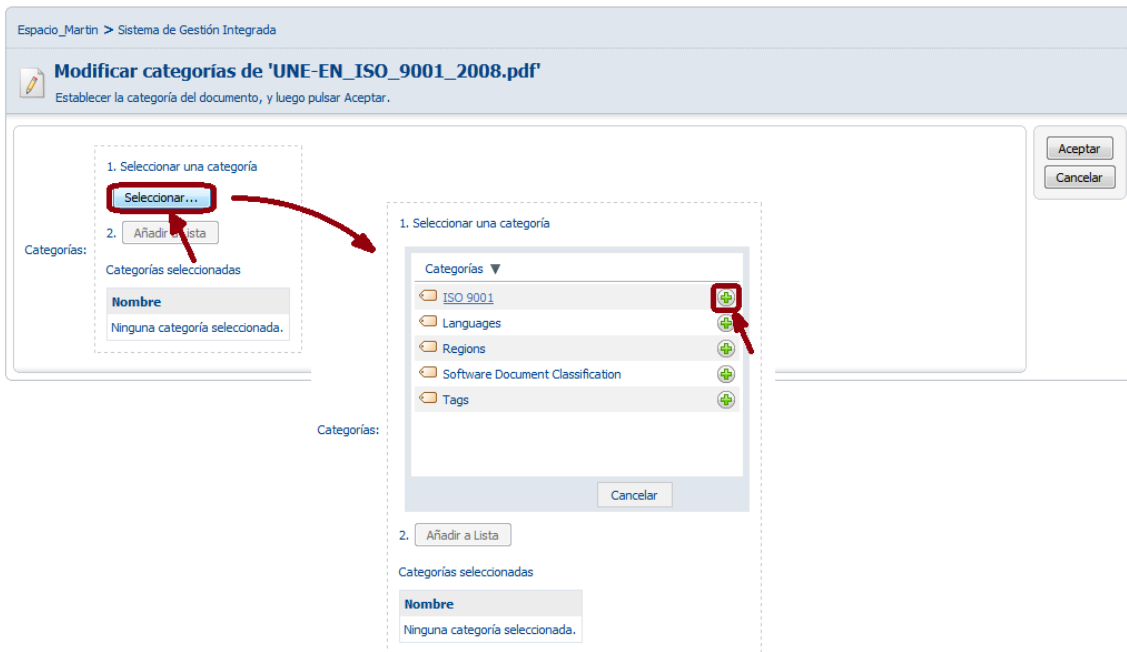 Espacio_Martin > Sistema de Gestión Integrada
Modificar categorías de 'UNE-EN_ISO_9001_2008.pdf'
Establecer la categoría del documento, y luego pulsar Aceptar.
Aceptar
Cancelar
Categorías:
1. Seleccionar una categoría
Seleccionar...
2. Añadir a Lista
Categorías seleccionadas
Nombre
Ninguna categoría seleccionada.
Categorías:
1. Seleccionar una categoría
Categorías
ISO 9001
Languages
Regions
Software Document Classification
Tags
Cancelar
2. Añadir a Lista
Categorías seleccionadas
Nombre
Ninguna categoría seleccionada.